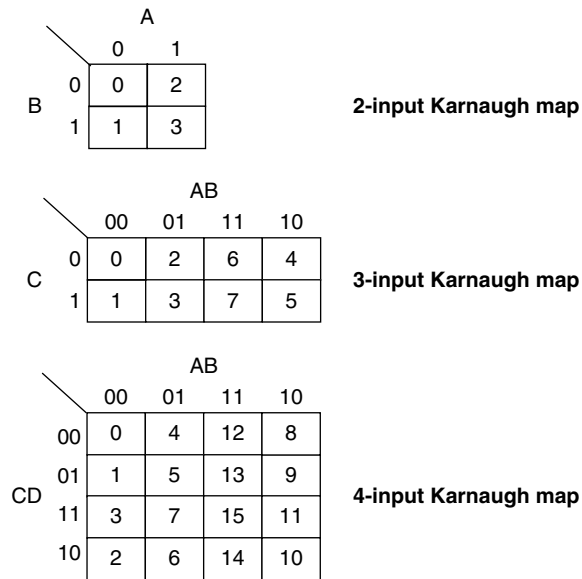 A
0 1
0 0 2
B 2-input Karnaugh map
1 1 3
AB
00 01 11 10
0 0 2 6 4
C 3-input Karnaugh map
1 1 3 7 5
AB
00 01 11 10
00 0 4 12 8
01 1 5 13 9
CD 4-input Karnaugh map
11 3 7 15 11
10 2 6 14 10